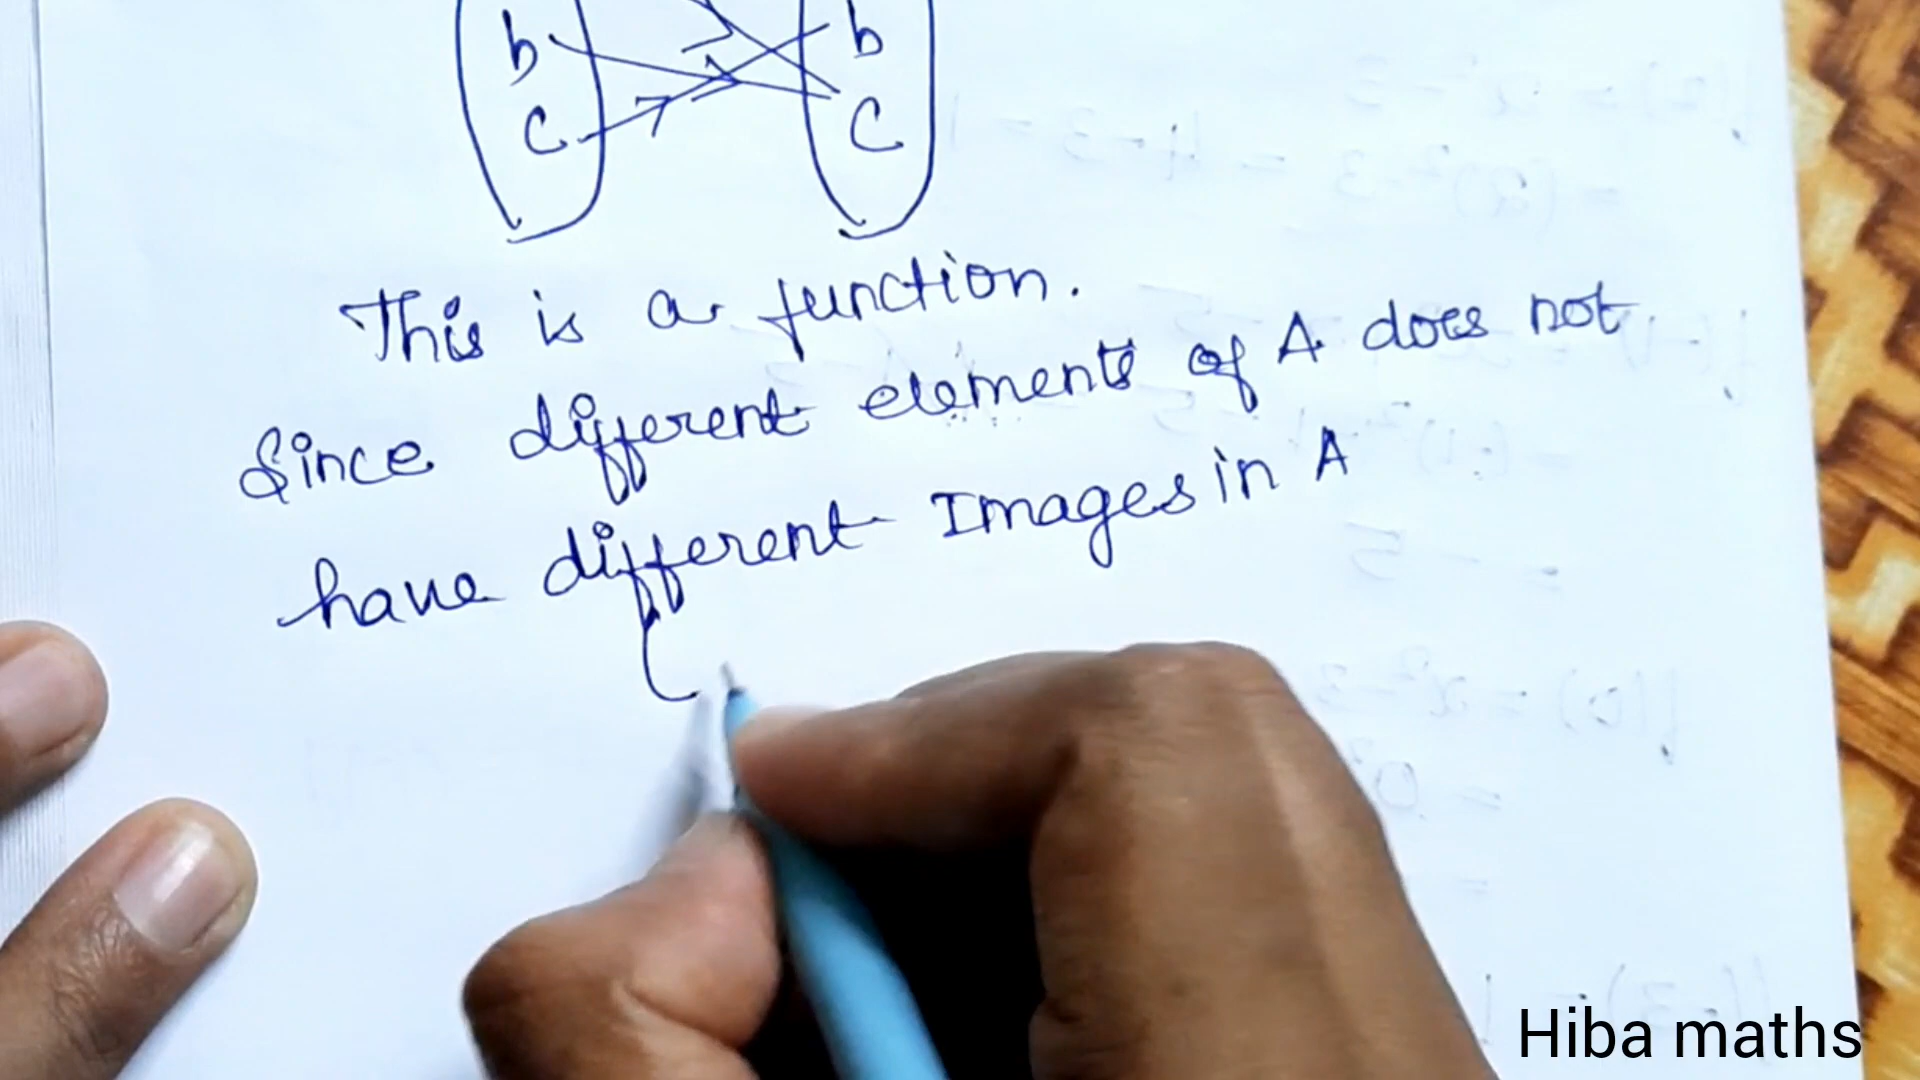 b b
C C
This is a function.
Since different elements of A does not
have different Images in A
Hiba maths